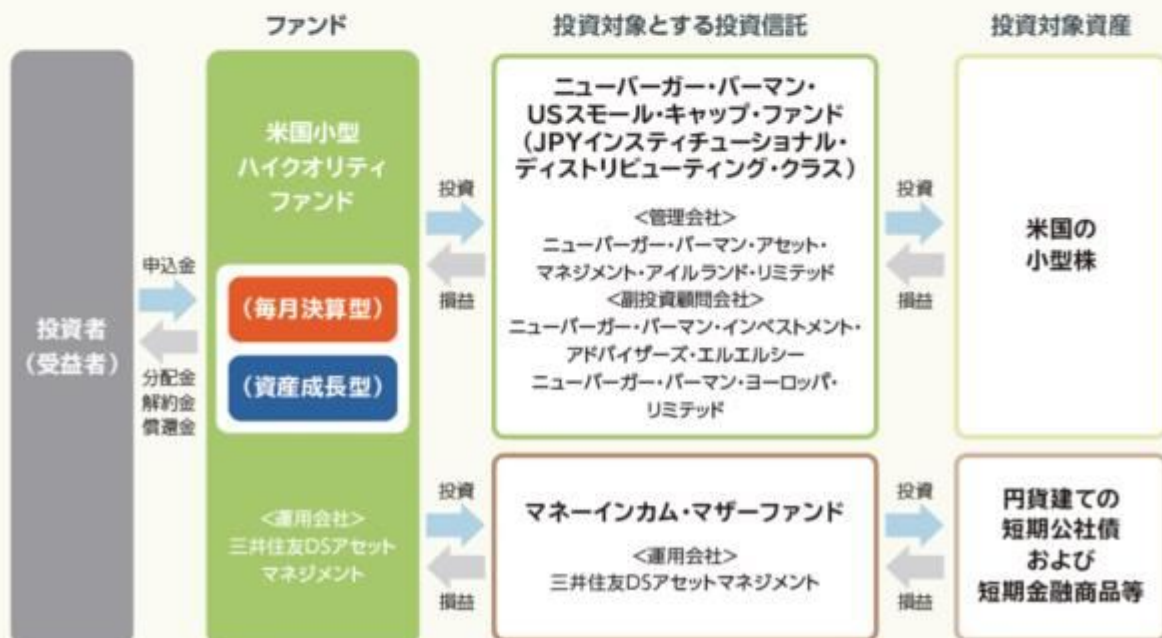 ファンド
投資対象とする投資信託
投資対象資産
投資者
(受益者)
申込金
分配金
解約金
償還金
米国小型
ハイクオリティ
ファンド
(毎月決算型)
(資産成長型)
<運用会社>
三井住友DSアセット
マネジメント
投資
損益
ニューバーガー・バーマン・
USスモール・キャップ・ファンド
(JPYインスティチューショナル・
ディストリビューティング・クラス)
<管理会社>
ニューバーガー・バーマン・アセット・
マネジメント・アイルランド・リミテッド
<副投資顧問会社>
ニューバーガー・バーマン・インベストメント・
アドバイザーズ・エルエルシー
ニューバーガー・バーマン・ヨーロッパ・
リミテッド
投資
損益
米国の
小型株
投資
損益
マネーインカム・マザーファンド
<運用会社>
三井住友DSアセットマネジメント
投資
損益
円貨建ての
短期公社債
および
短期金融商品等